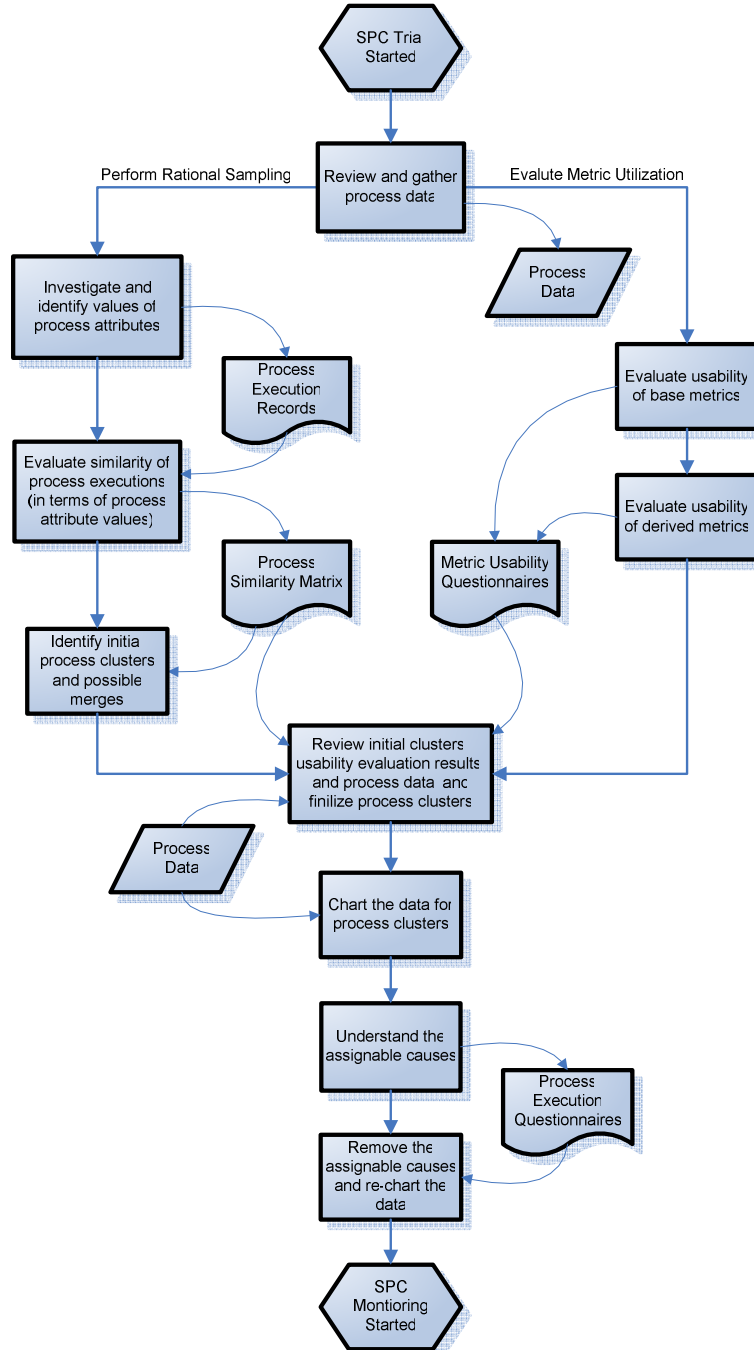 SPC Tria
Started
Review and gather
process data
Perform Rational Sampling
Evalute Metric Utilization
Process
Data
Investigate and
identify values of
process attributes
Process
Execution
Records
Evaluate usability
of base metrics
Evaluate similarity of
process executions
(in terms of process
attribute values)
Evaluate usability
of derived metrics
Process
Similarity Matrix
Metric Usability
Questionnaires
Identify initia
process clusters
and possible
merges
Review initial clusters
usability evaluation results
and process data and
finilize process clusters
Process
Data
Chart the data for
process clusters
Understand the
assignable causes
Process
Execution
Questionnaires
Remove the
assignable causes
and re-chart the
data
SPC
Montioring
Started